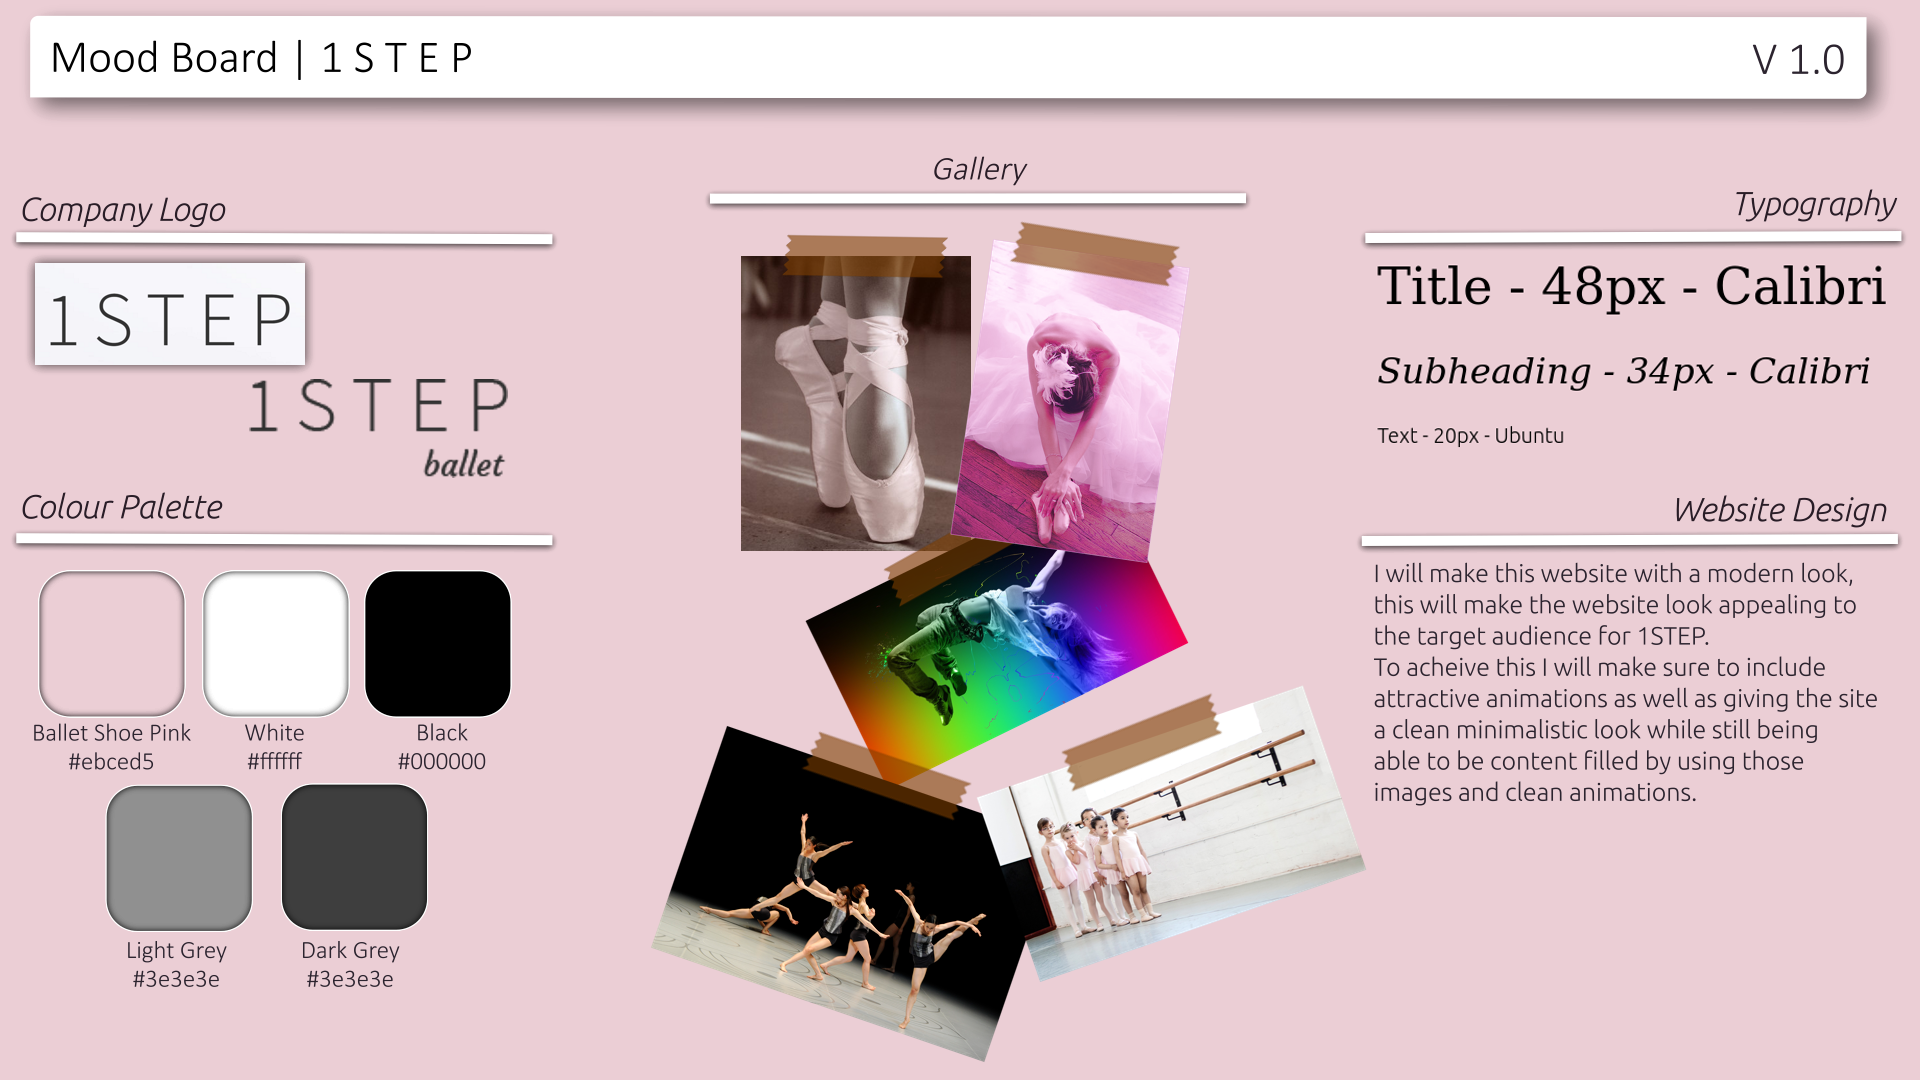 Mood Board | 1 S T E P
V 1.0
Company Logo
1STEP
1STEP
ballet
Colour Palette
Ballet Shoe Pink
#ebced5
White
#ffffff
Black
#000000
Light Grey
#3e3e3e
Dark Grey
#3e3e3e
Gallery
Typography
Title - 48px - Calibri
Subheading - 34px - Calibri
Text - 20px - Ubuntu
Website Design
I will make this website with a modern look,
this will make the website look appealing to
the target audience for 1STEP.
To acheive this I will make sure to include
attractive animations as well as giving the site
a clean minimalistic look while still being
able to be content filled by using those
images and clean animations.